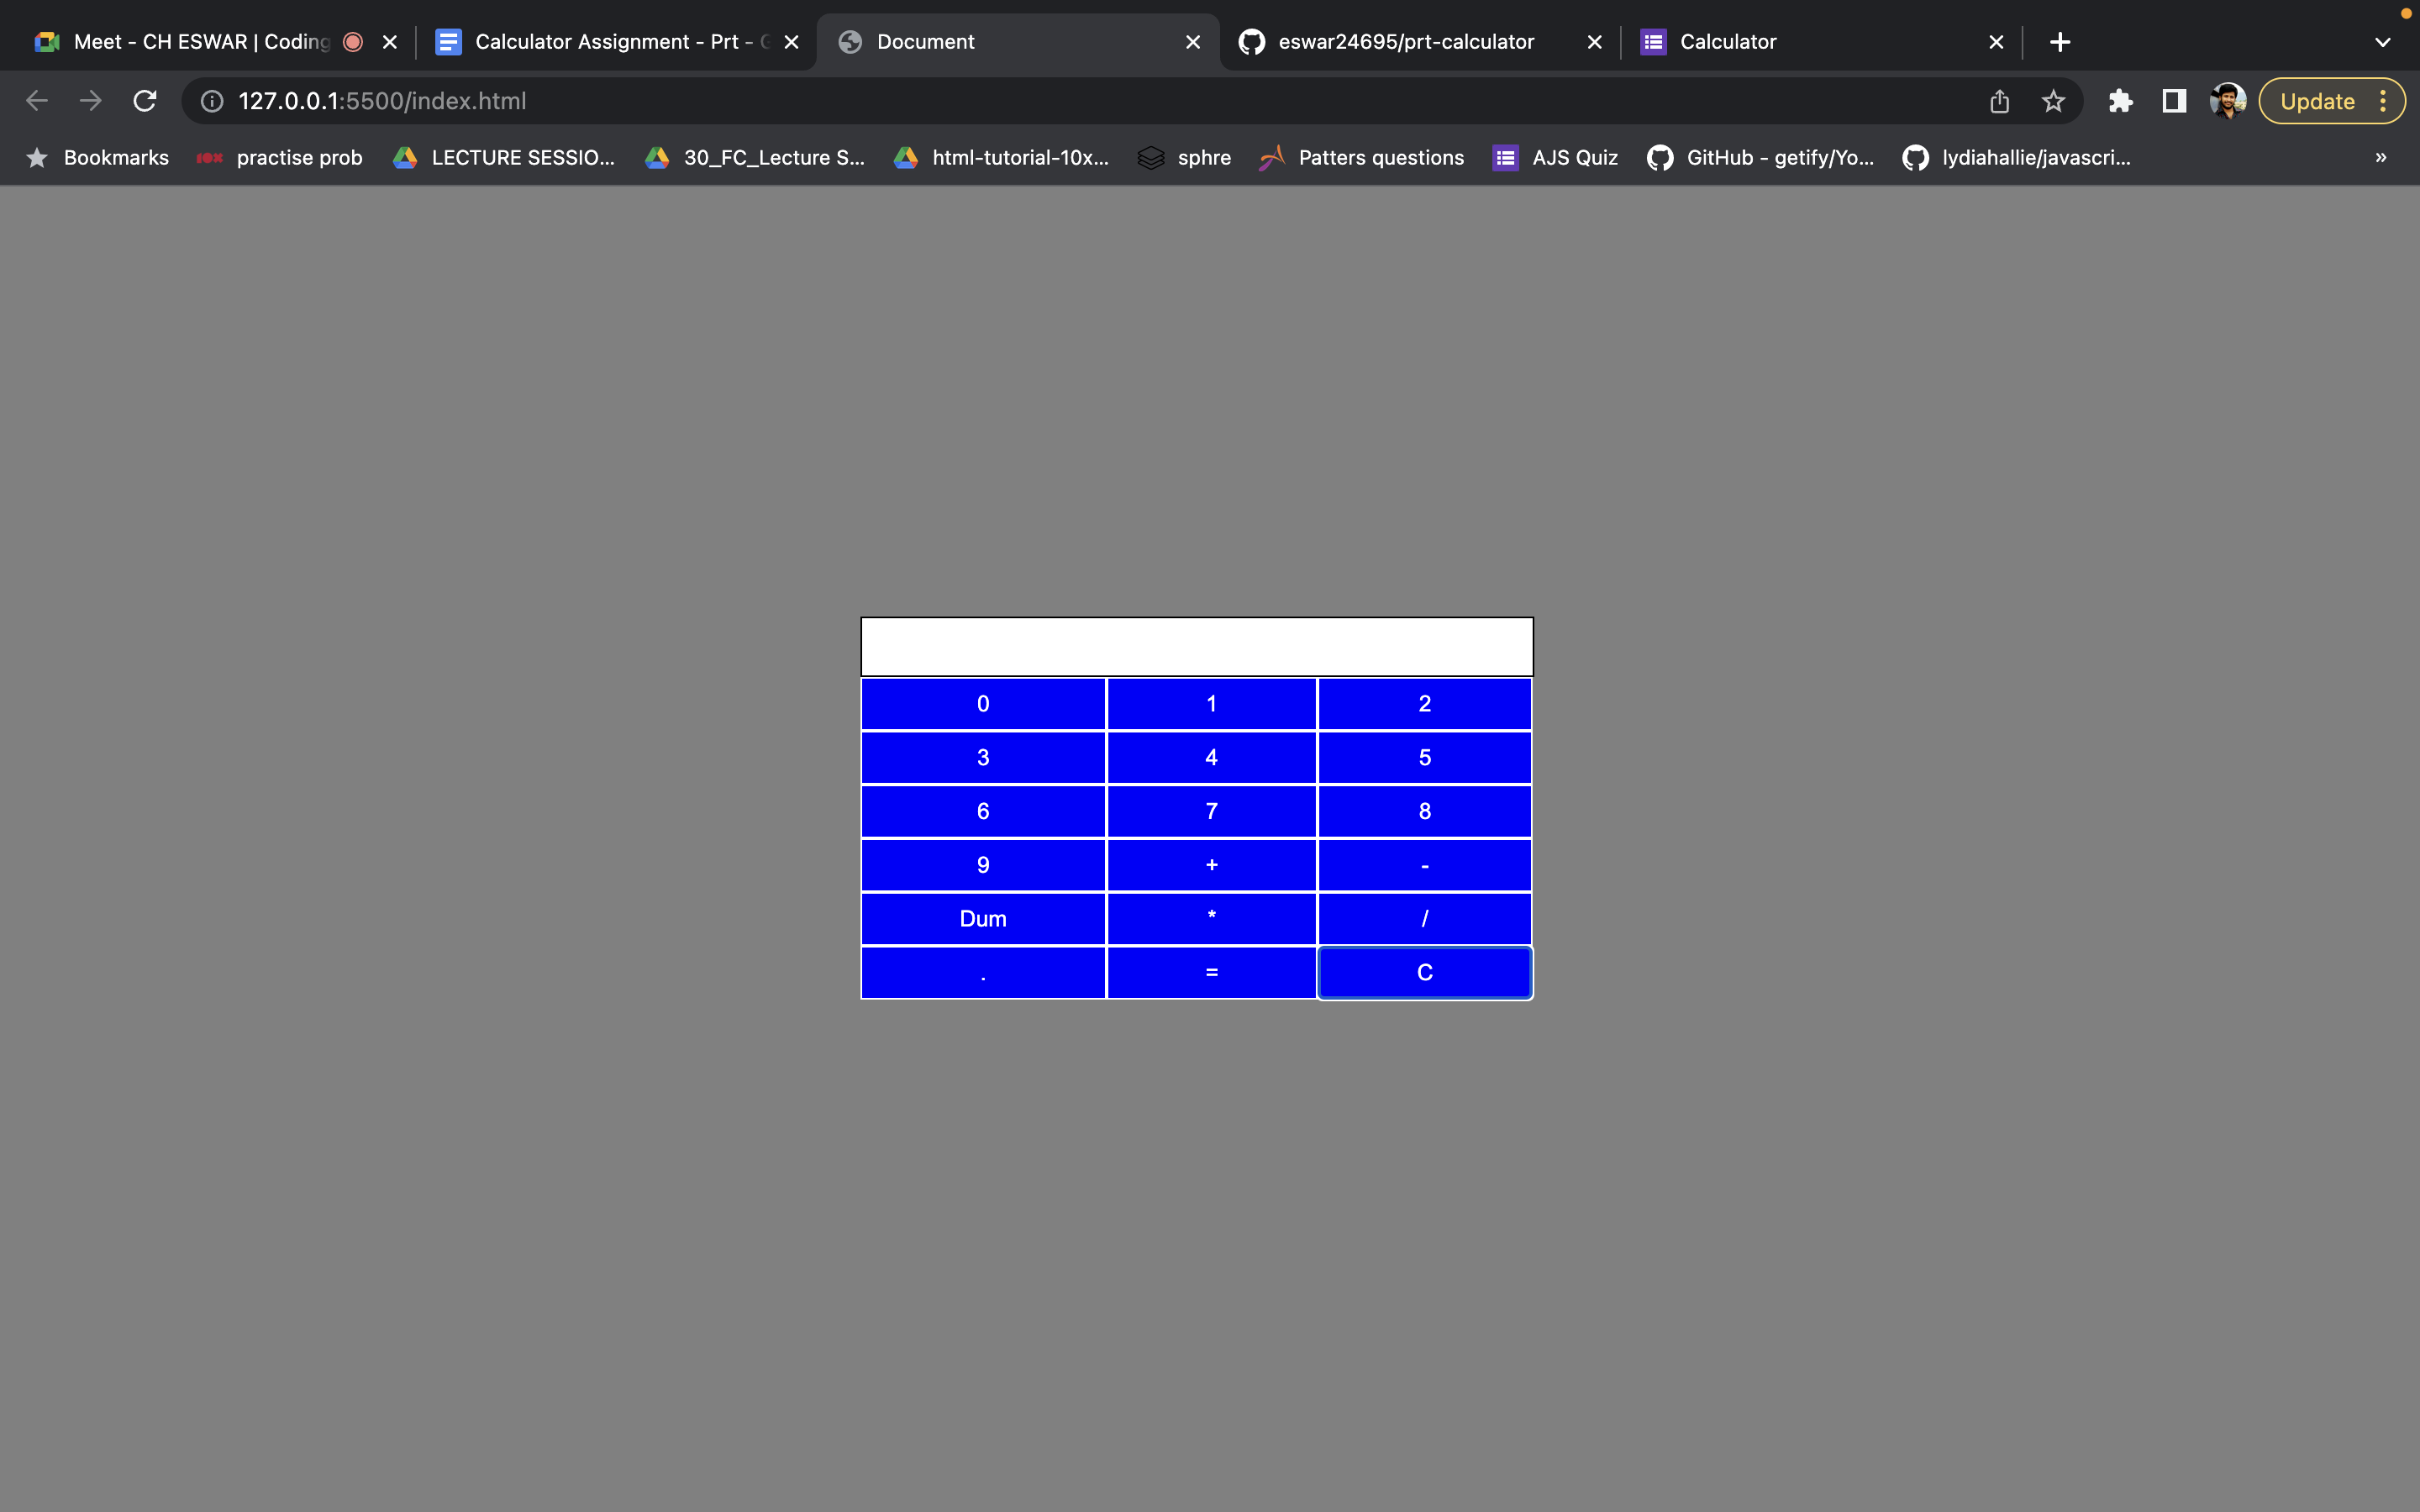 Meet - CH ESWAR | Coding
Calculator Assignment - Prt -
Document
eswar24695/prt-calculator
Calculator
127.0.0.1:5500/index.html
Update
Bookmarks
10x
practise prob
LECTURE SESSIO...
30_FC_Lecture S...
html-tutorial-10x...
sphre
Patters questions
AJS Quiz
GitHub - getify/Yo...
lydiahallie/javascri...
»
0 1 2
3 4 5
6 7 8
9 + -
Dum * /
. = C